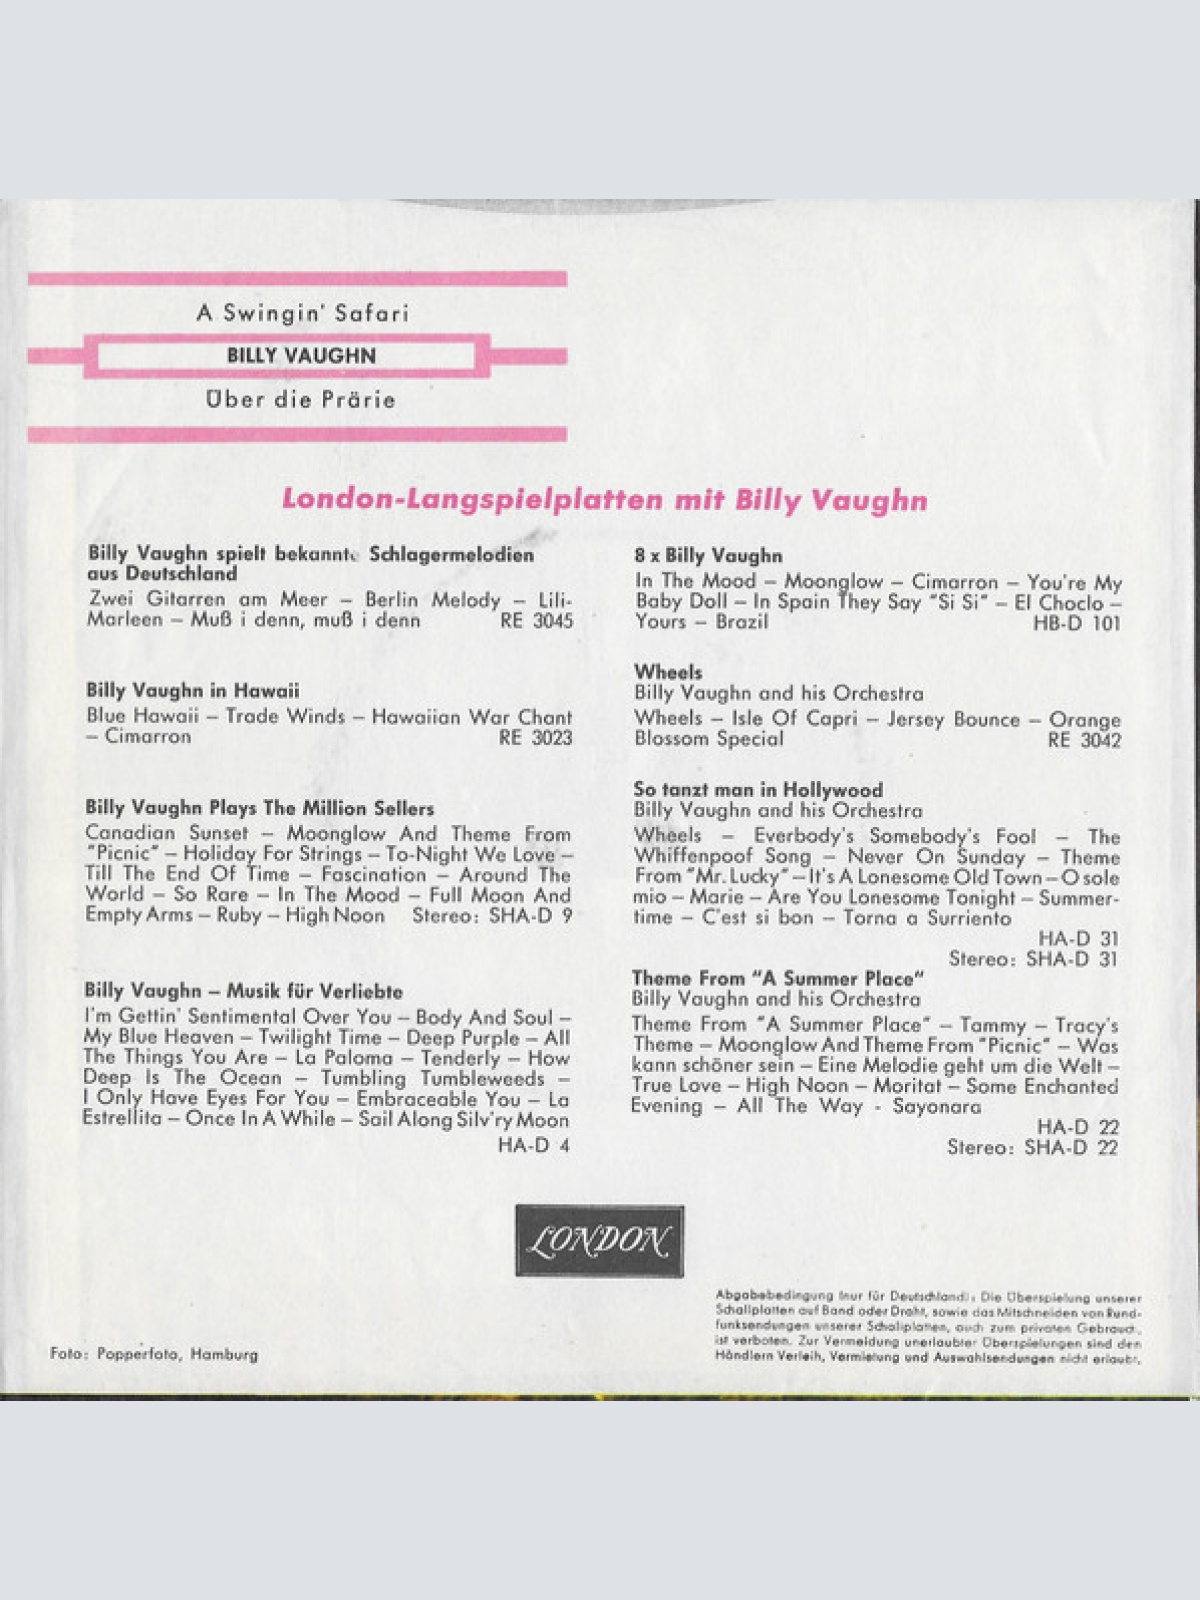 A Swingin' Safari
BILLY VAUGHN
Über die Prärie
London-Langspielplatten mit Billy Vaughn
Billy Vaughn spielt bekannte Schlagermelodien
aus Deutschland
Zwei Gitarren am Meer – Berlin Melody – Lili-
Marleen – Muß i denn, muß i denn RE 3045
Billy Vaughn in Hawaii
Blue Hawaii – Trade Winds – Hawaiian War Chant
– Cimarron RE 3023
Billy Vaughn Plays The Million Sellers
Canadian Sunset – Moonglow And Theme From
"Picnic" – Holiday For Strings – To-Night We Love –
Till The End Of Time – Fascination – Around The
World – So Rare – In The Mood – Full Moon And
Empty Arms – Ruby – High Noon Stereo: SHA-D 9
Billy Vaughn – Musik für Verliebte
I'm Gettin' Sentimental Over You – Body And Soul –
My Blue Heaven – Twilight Time – Deep Purple – All
The Things You Are – La Paloma – Tenderly – How
Deep Is The Ocean – Tumbling Tumbleweeds –
I Only Have Eyes For You – Embraceable You – La
Estrellita – Once In A While – Sail Along Silv'ry Moon
HA-D 4
8 x Billy Vaughn
In The Mood – Moonglow – Cimarron – You're My
Baby Doll – In Spain They Say "Si Si" – El Choclo –
Yours – Brazil HB-D 101
Wheels
Billy Vaughn and his Orchestra
Wheels – Isle Of Capri – Jersey Bounce – Orange
Blossom Special RE 3042
So tanzt man in Hollywood
Billy Vaughn and his Orchestra
Wheels – Everbody's Somebody's Fool – The
Whiffenpoof Song – Never On Sunday – Theme
From "Mr. Lucky" – It's A Lonesome Old Town – O sole
mio – Marie – Are You Lonesome Tonight – Summer-
time – C'est si bon – Torna a Surriento
HA-D 31
Stereo: SHA-D 31
Theme From "A Summer Place"
Billy Vaughn and his Orchestra
Theme From "A Summer Place" – Tammy – Tracy's
Theme – Moonglow And Theme From "Picnic" – Was
kann schöner sein – Eine Melodie geht um die Welt –
True Love – High Noon – Moritat – Some Enchanted
Evening – All The Way - Sayonara
HA-D 22
Stereo: SHA-D 22
LONDON
Abgabebedingung (nur für Deutschland): Die Überspielung unserer
Schallplatten auf Band oder Draht, sowie das Mitschneiden von Rund-
funksendungen unserer Schallplatten, auch zum privaten Gebrauch,
ist verboten. Zur Vermeidung unerlaubter Überspielungen sind den
Händlern Verleih, Vermietung und Auswahlsendungen nicht erlaubt.
Foto: Popperfoto, Hamburg